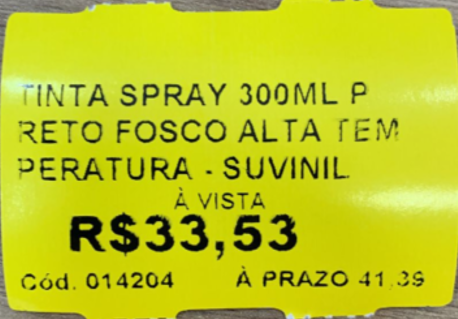 TINTA SPRAY 300ML P
RETO FOSCO ALTA TEM
PERATURA - SUVINIL
À VISTA
R$33,53
Cód. 014204 À PRAZO 41,39